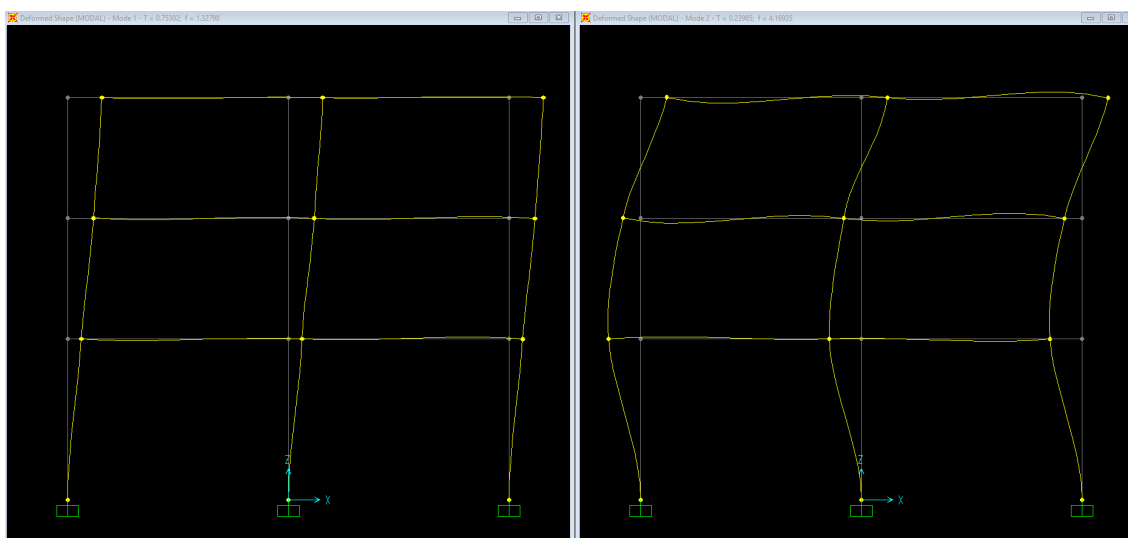 Deformed Shape (MODAL) - Mode 1 - T = 0.75302; f = 1.32798
Z
X
Deformed Shape (MODAL) - Mode 2 - T = 0.23985; f = 4.16935
Z
X